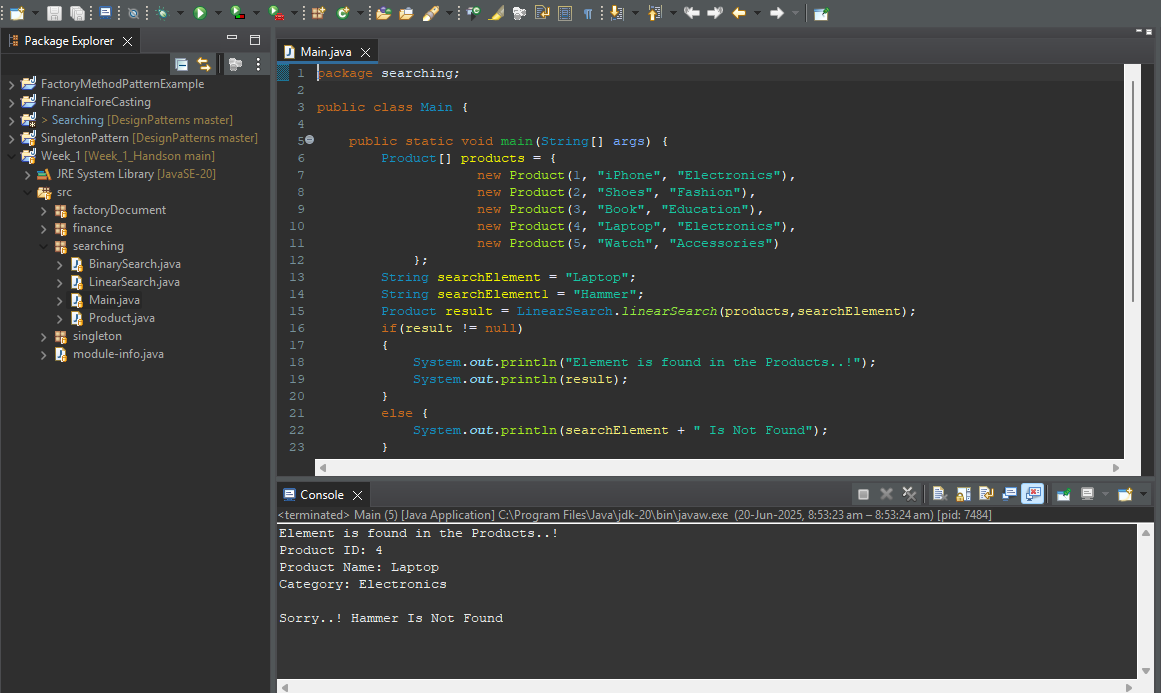 Package Explorer
FactoryMethodPatternExample
FinancialForeCasting
> Searching [DesignPatterns master]
SingletonPattern [DesignPatterns master]
Week_1 [Week_1_Handson main]
JRE System Library [JavaSE-20]
src
factoryDocument
finance
searching
BinarySearch.java
LinearSearch.java
Main.java
Product.java
singleton
module-info.java
Main.java
1 package searching;
2
3 public class Main {
4
5 public static void main(String[] args) {
6 Product[] products = {
7 new Product(1, "iPhone", "Electronics"),
8 new Product(2, "Shoes", "Fashion"),
9 new Product(3, "Book", "Education"),
10 new Product(4, "Laptop", "Electronics"),
11 new Product(5, "Watch", "Accessories")
12 };
13 String searchElement = "Laptop";
14 String searchElement1 = "Hammer";
15 Product result = LinearSearch.linearSearch(products,searchElement);
16 if(result != null)
17 {
18 System.out.println("Element is found in the Products..!");
19 System.out.println(result);
20 }
21 else {
22 System.out.println(searchElement + " Is Not Found");
23 }
Console
<terminated> Main (5) [Java Application] C:\Program Files\Java\jdk-20\bin\javaw.exe (20-Jun-2025, 8:53:23 am – 8:53:24 am) [pid: 7484]
Element is found in the Products..!
Product ID: 4
Product Name: Laptop
Category: Electronics
Sorry..! Hammer Is Not Found